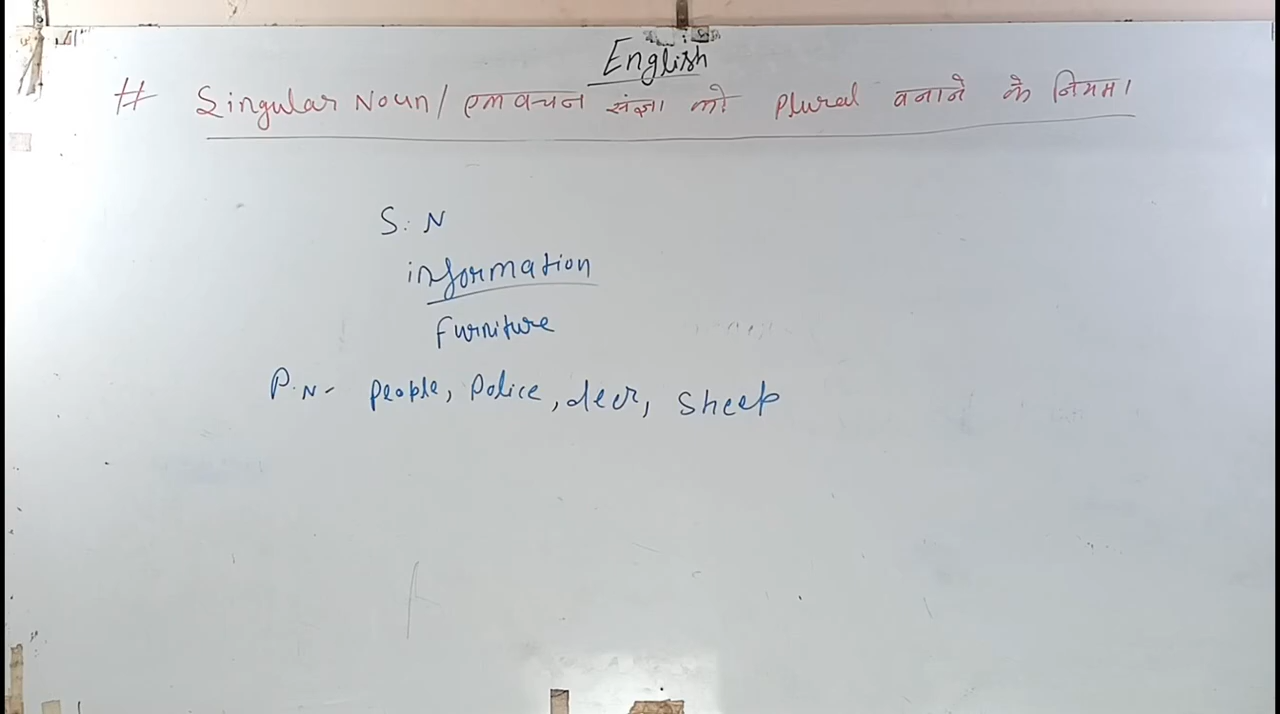 English
# Singular Noun / एकवचन संज्ञा को Plural बनाने के नियम।
S. N
information
furniture
P.N- people, Police, deer, Sheep